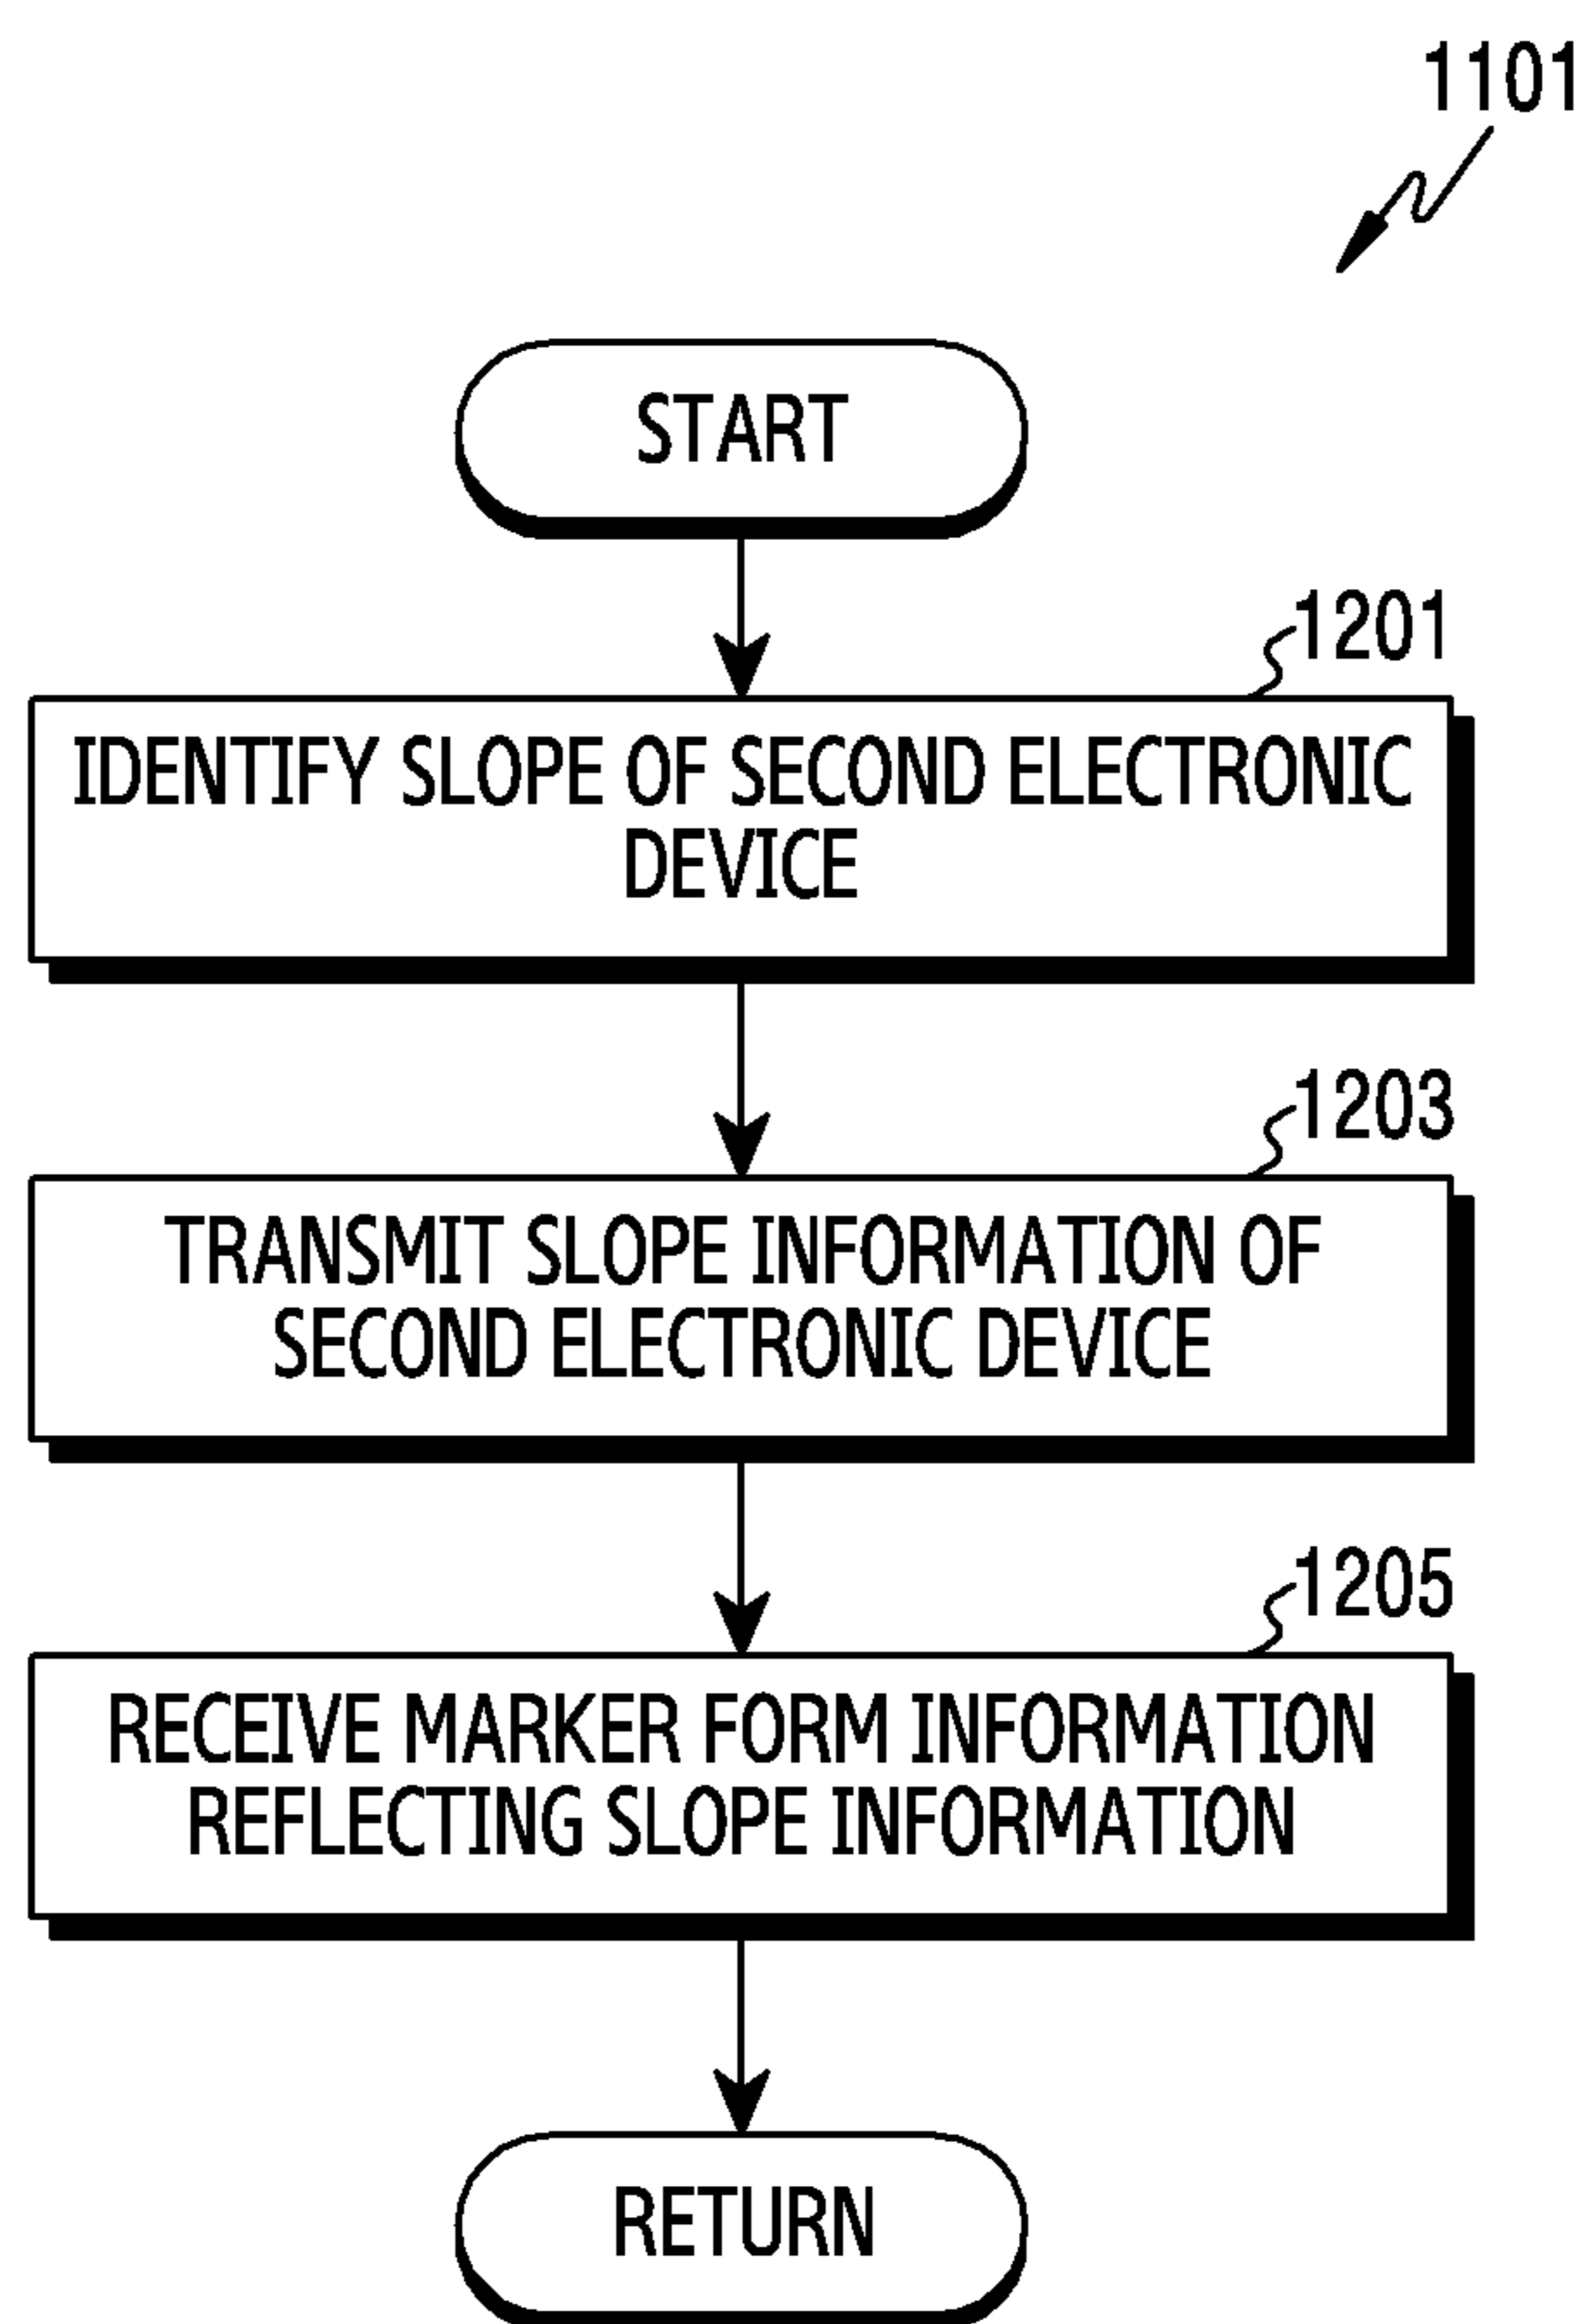 1101
START
1201
IDENTIFY SLOPE OF SECOND ELECTRONIC
DEVICE
1203
TRANSMIT SLOPE INFORMATION OF
SECOND ELECTRONIC DEVICE
1205
RECEIVE MARKER FORM INFORMATION
REFLECTING SLOPE INFORMATION
RETURN